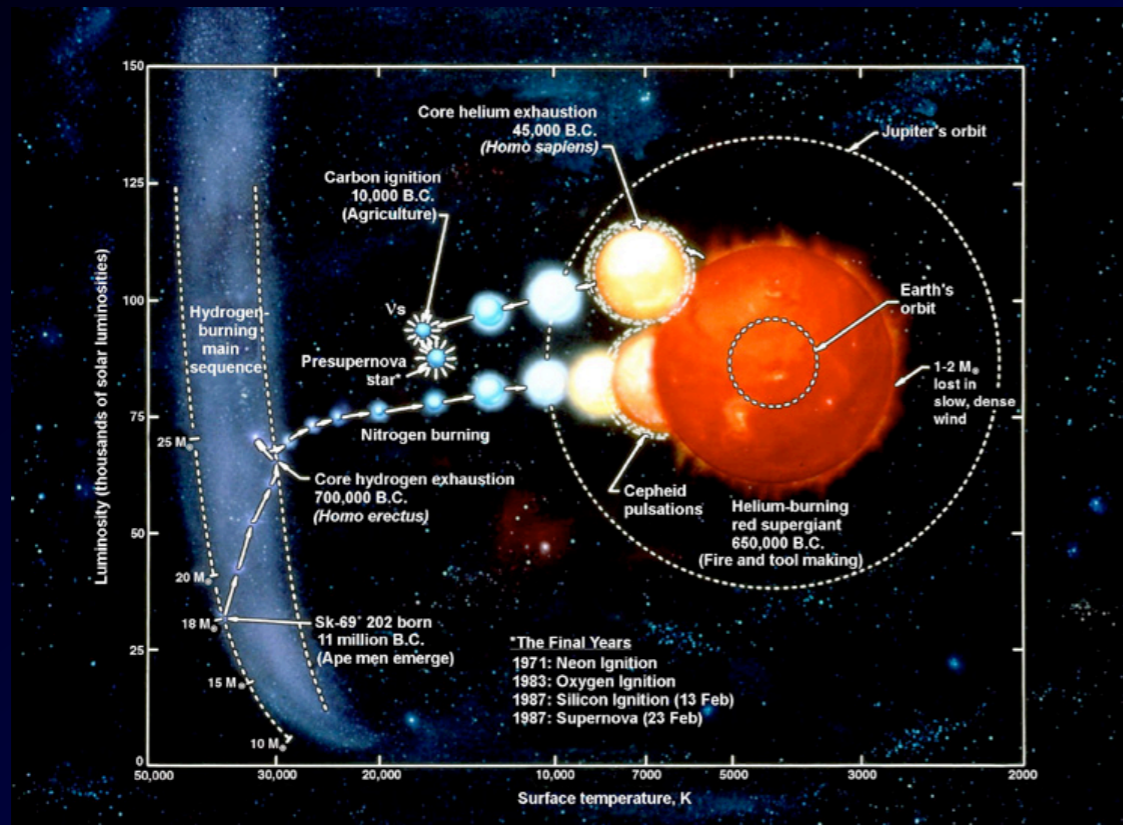 150
125
100
75
50
25
0
Luminosity (thousands of solar luminosities)
50,000
30,000
20,000
10,000
7000
5000
3000
2000
Surface temperature, K
Core helium exhaustion
45,000 B.C.
(Homo sapiens)
Jupiter's orbit
Carbon ignition
10,000 B.C.
(Agriculture)
Earth's
orbit
Hydrogen-
burning
main
sequence
νs
Presupernova
star*
1-2 M⊙
lost in
slow, dense
wind
Nitrogen burning
25 M⊙
Core hydrogen exhaustion
700,000 B.C.
(Homo erectus)
Cepheid
pulsations
Helium-burning
red supergiant
650,000 B.C.
(Fire and tool making)
20 M⊙
18 M⊙
Sk-69° 202 born
11 million B.C.
(Ape men emerge)
15 M⊙
10 M⊙
*The Final Years
1971: Neon Ignition
1983: Oxygen Ignition
1987: Silicon Ignition (13 Feb)
1987: Supernova (23 Feb)